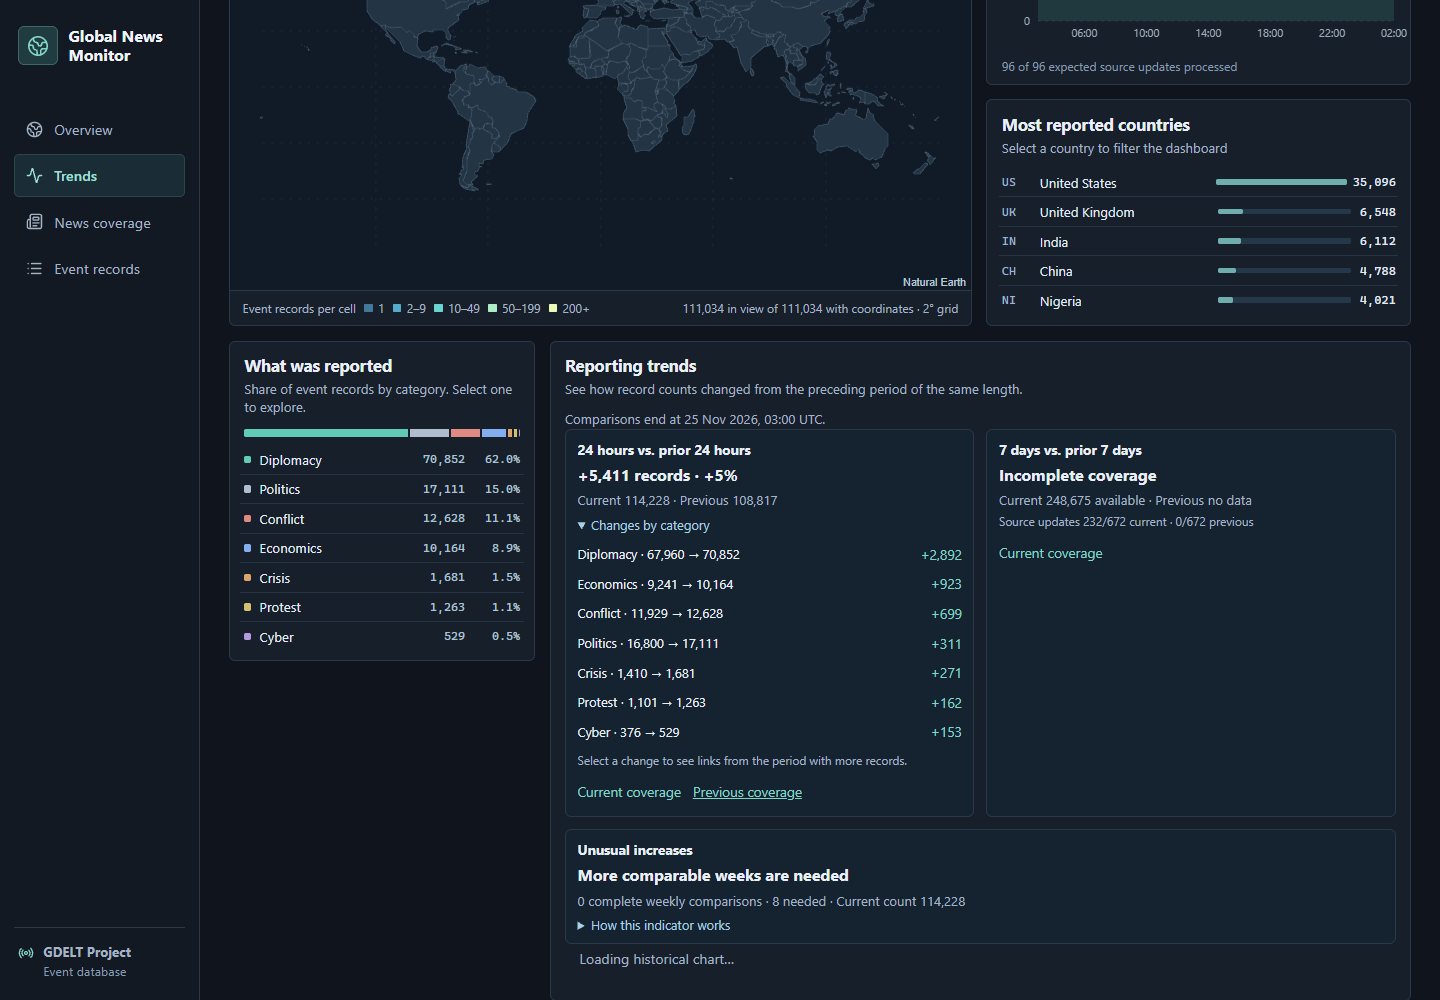 Global News
Monitor
Overview
Trends
News coverage
Event records
GDELT Project
Event database
Natural Earth
Event records per cell 1 2–9 10–49 50–199 200+
111,034 in view of 111,034 with coordinates · 2° grid
0
06:00 10:00 14:00 18:00 22:00 02:00
96 of 96 expected source updates processed
Most reported countries
Select a country to filter the dashboard
US United States 35,096
UK United Kingdom 6,548
IN India 6,112
CH China 4,788
NI Nigeria 4,021
What was reported
Share of event records by category. Select one
to explore.
Diplomacy 70,852 62.0%
Politics 17,111 15.0%
Conflict 12,628 11.1%
Economics 10,164 8.9%
Crisis 1,681 1.5%
Protest 1,263 1.1%
Cyber 529 0.5%
Reporting trends
See how record counts changed from the preceding period of the same length.
Comparisons end at 25 Nov 2026, 03:00 UTC.
24 hours vs. prior 24 hours
+5,411 records · +5%
Current 114,228 · Previous 108,817
▼ Changes by category
Diplomacy · 67,960 → 70,852 +2,892
Economics · 9,241 → 10,164 +923
Conflict · 11,929 → 12,628 +699
Politics · 16,800 → 17,111 +311
Crisis · 1,410 → 1,681 +271
Protest · 1,101 → 1,263 +162
Cyber · 376 → 529 +153
Select a change to see links from the period with more records.
Current coverage Previous coverage
7 days vs. prior 7 days
Incomplete coverage
Current 248,675 available · Previous no data
Source updates 232/672 current · 0/672 previous
Current coverage
Unusual increases
More comparable weeks are needed
0 complete weekly comparisons · 8 needed · Current count 114,228
▶ How this indicator works
Loading historical chart...